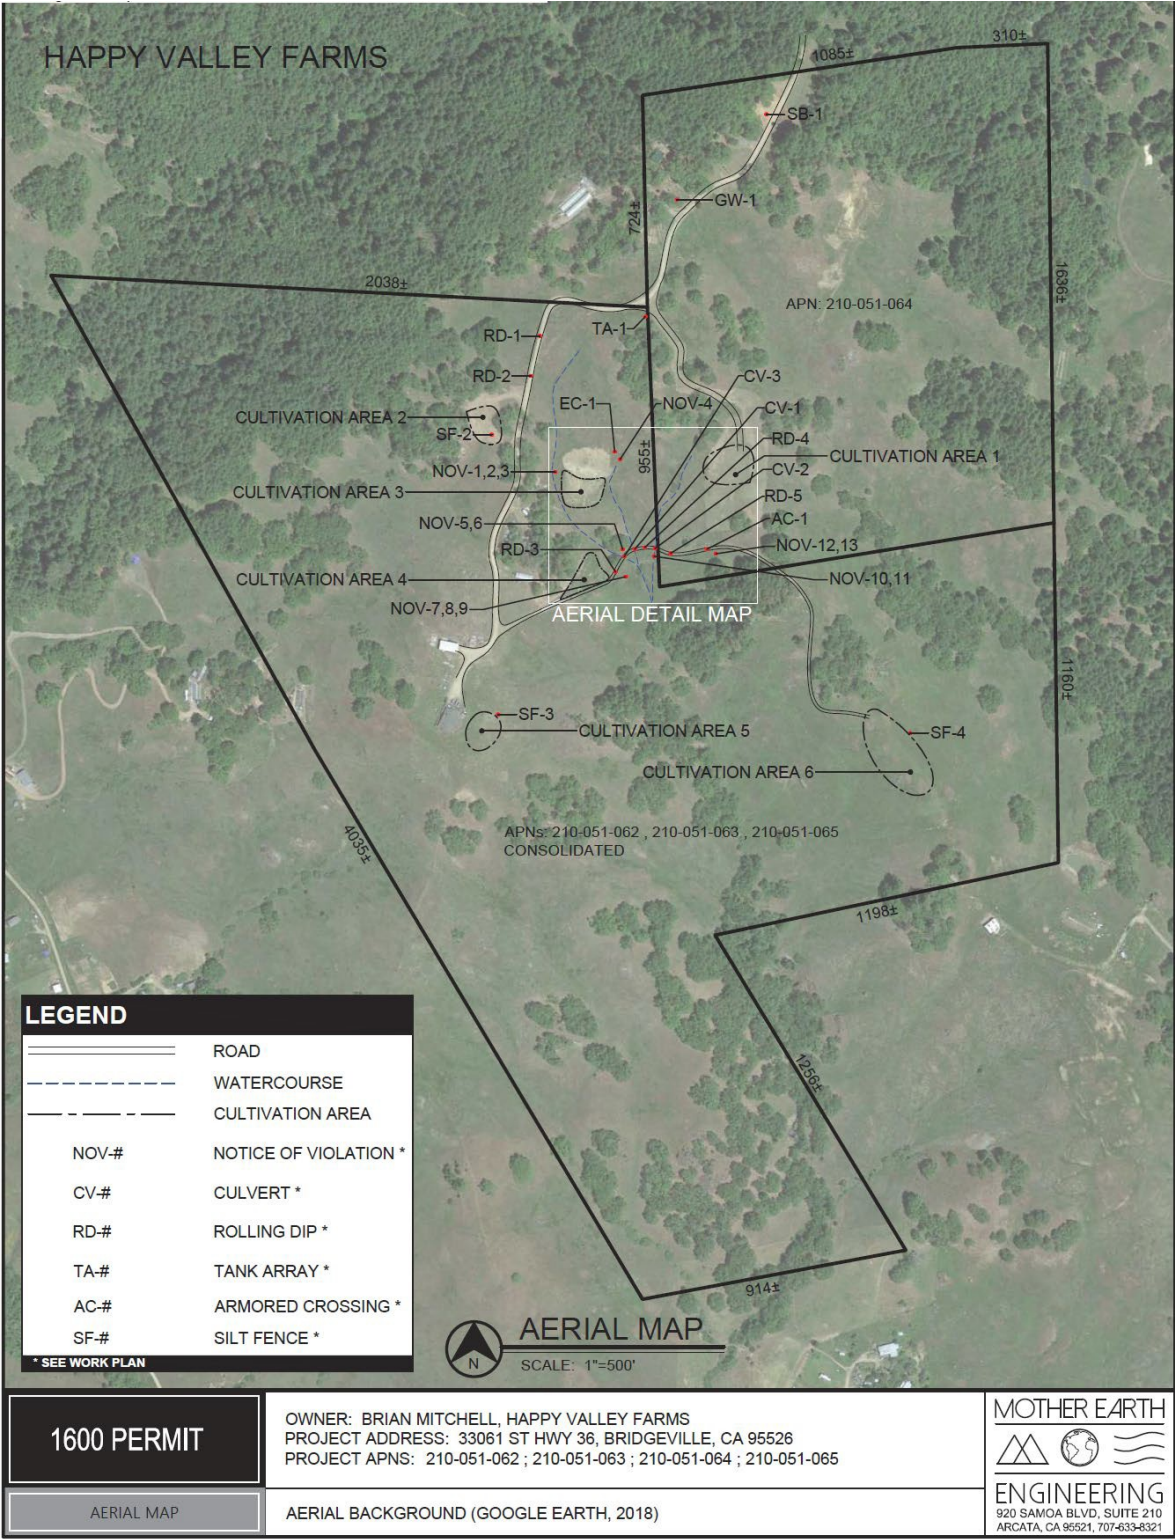 HAPPY VALLEY FARMS
310±
1085±
SB-1
GW-1
724±
2038±
1636±
APN: 210-051-064
TA-1
RD-1
RD-2
CV-3
EC-1
NOV-4
CV-1
CULTIVATION AREA 2
SF-2
RD-4
955±
CULTIVATION AREA 1
NOV-1,2,3
CV-2
CULTIVATION AREA 3
RD-5
NOV-5,6
AC-1
RD-3
NOV-12,13
CULTIVATION AREA 4
NOV-10,11
NOV-7,8,9
AERIAL DETAIL MAP
1160±
SF-3
CULTIVATION AREA 5
SF-4
CULTIVATION AREA 6
4035±
APNs: 210-051-062 , 210-051-063 , 210-051-065
CONSOLIDATED
1198±
1256±
914±
LEGEND
ROAD
WATERCOURSE
CULTIVATION AREA
NOV-# NOTICE OF VIOLATION *
CV-# CULVERT *
RD-# ROLLING DIP *
TA-# TANK ARRAY *
AC-# ARMORED CROSSING *
SF-# SILT FENCE *
* SEE WORK PLAN
N
AERIAL MAP
SCALE: 1"=500'
1600 PERMIT
AERIAL MAP
OWNER: BRIAN MITCHELL, HAPPY VALLEY FARMS
PROJECT ADDRESS: 33061 ST HWY 36, BRIDGEVILLE, CA 95526
PROJECT APNS: 210-051-062 ; 210-051-063 ; 210-051-064 ; 210-051-065
AERIAL BACKGROUND (GOOGLE EARTH, 2018)
MOTHER EARTH
ENGINEERING
920 SAMOA BLVD, SUITE 210
ARCATA, CA 95521, 707-633-8321